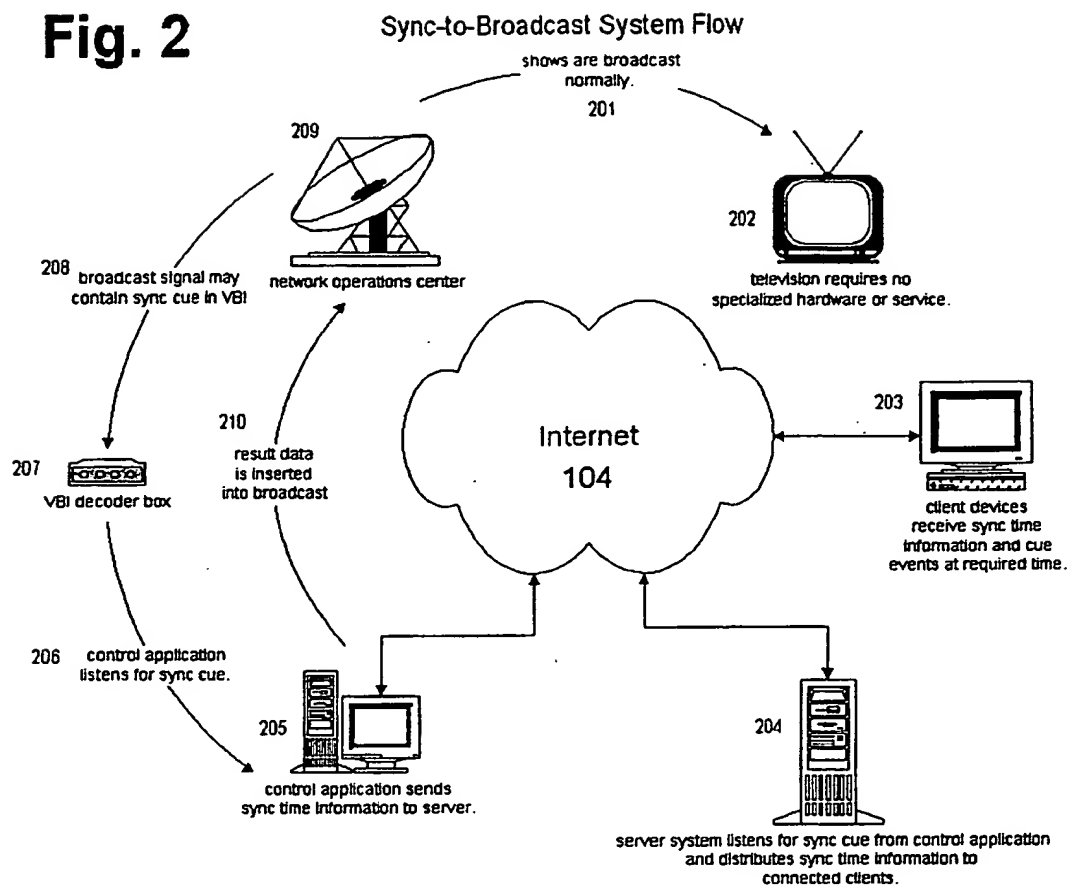 Fig. 2
Sync-to-Broadcast System Flow
shows are broadcast
normally.
201
209
202
208
broadcast signal may
contain sync cue in VBI
network operations center
television requires no
specialized hardware or service.
203
210
result data
is inserted
into broadcast
Internet
104
207
VBI decoder box
client devices
receive sync time
information and cue
events at required time.
206
control application
listens for sync cue.
205
204
control application sends
sync time information to server.
server system listens for sync cue from control application
and distributes sync time information to
connected clients.